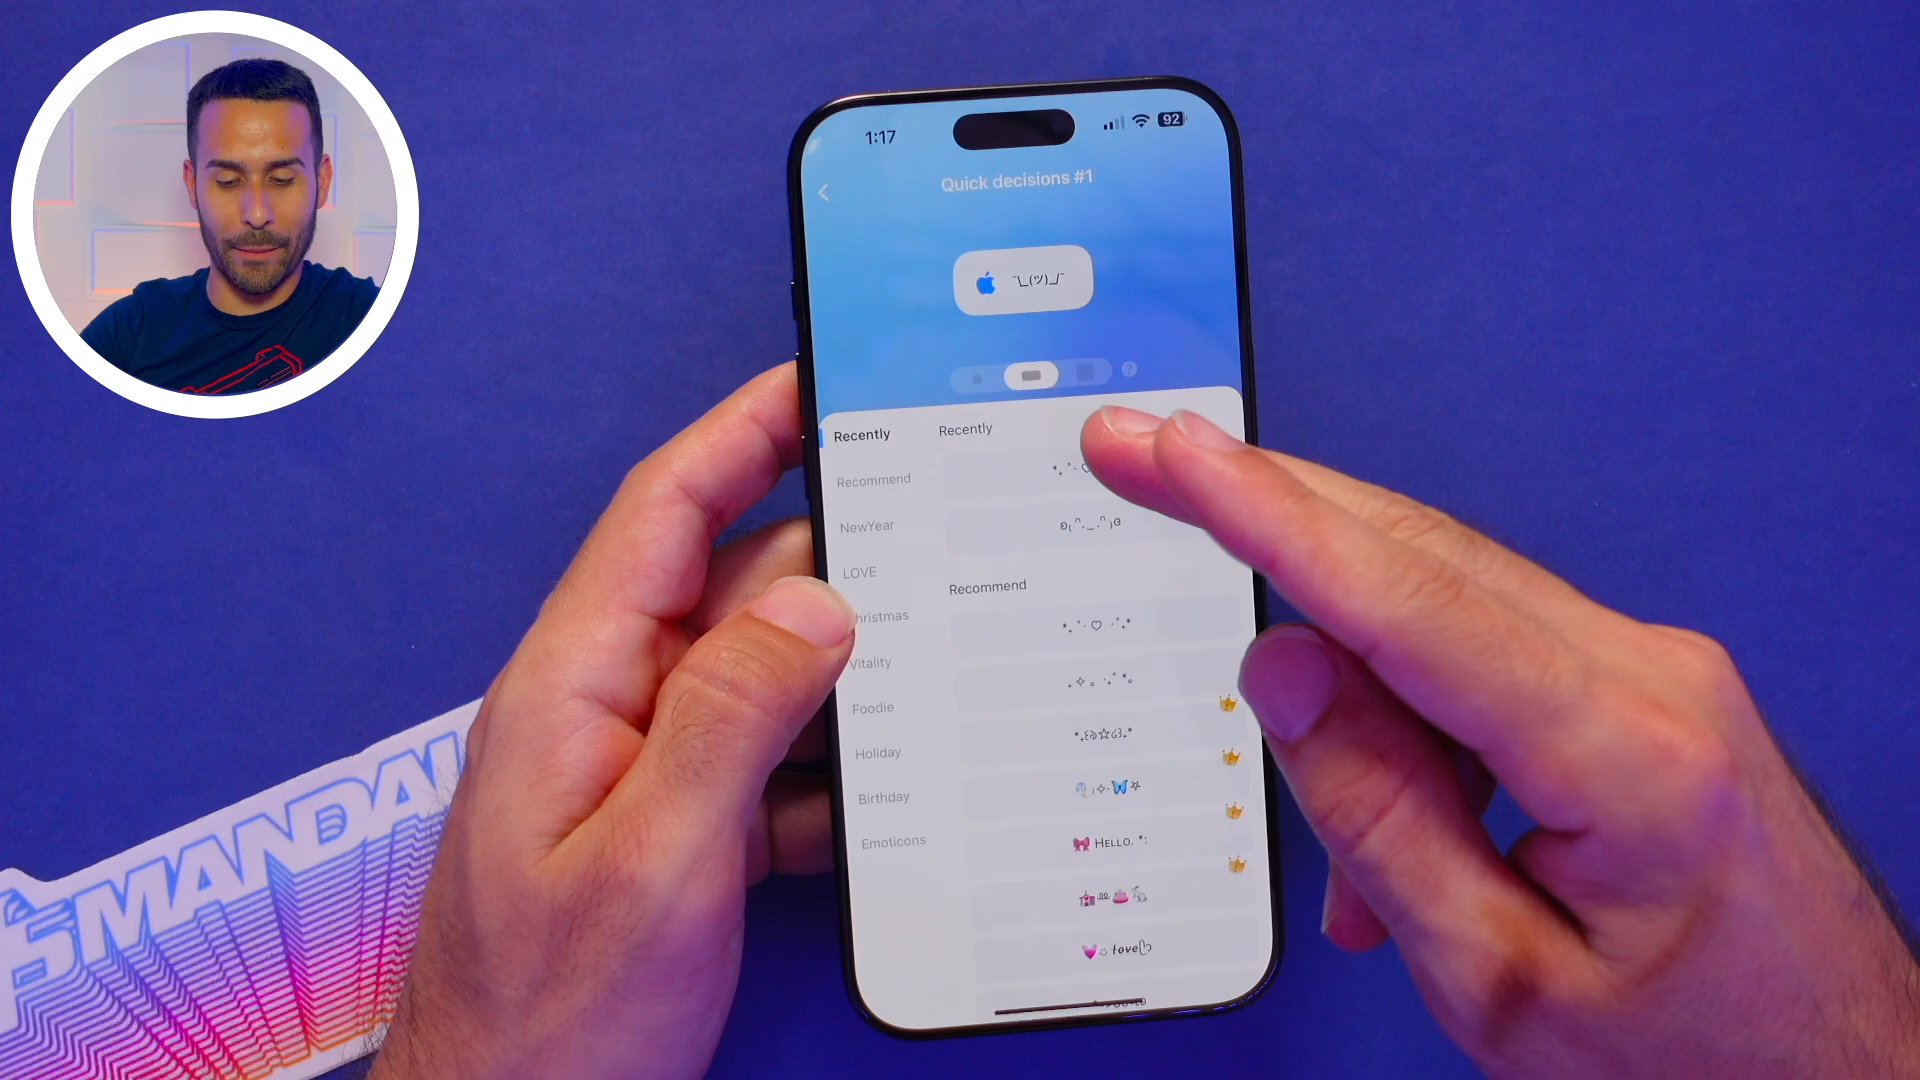 1:17
92
Quick decisions #1
¯\_(ツ)_/¯
Recently
Recently
Recommend
NewYear
LOVE
Recommend
hristmas
Vitality
Foodie
Holiday
Birthday
Emoticons
HELLO. *:
love
SMANDAL